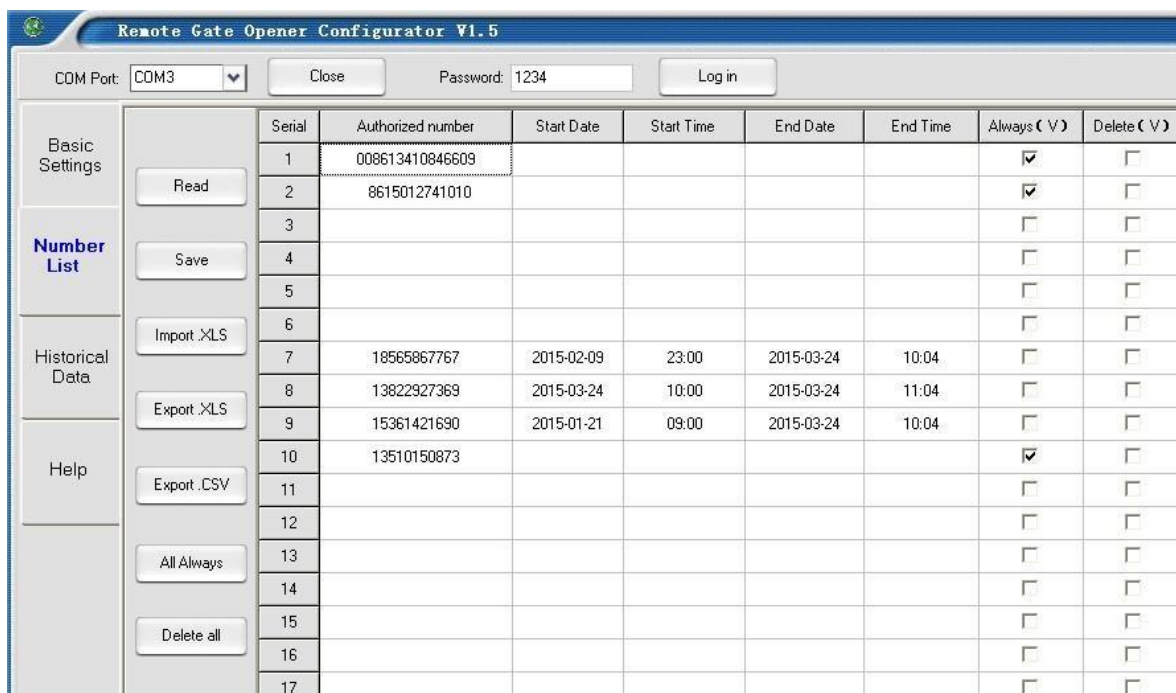 Remote Gate Opener Configurator V1.5
COM Port: COM3 Close Password: 1234 Log in
Basic Settings
Number List
Historical Data
Help
Read
Save
Import .XLS
Export .XLS
Export .CSV
All Always
Delete all
Serial Authorized number Start Date Start Time End Date End Time Always( V ) Delete( V )
1 008613410846609
2 8615012741010
3
4
5
6
7 18565867767 2015-02-09 23:00 2015-03-24 10:04
8 13822927369 2015-03-24 10:00 2015-03-24 11:04
9 15361421690 2015-01-21 09:00 2015-03-24 10:04
10 13510150873
11
12
13
14
15
16
17